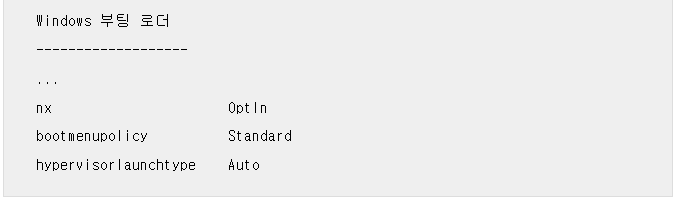 Windows 부팅 로더
-------------------
...
nx                      OptIn
bootmenupolicy          Standard
hypervisorlaunchtype    Auto